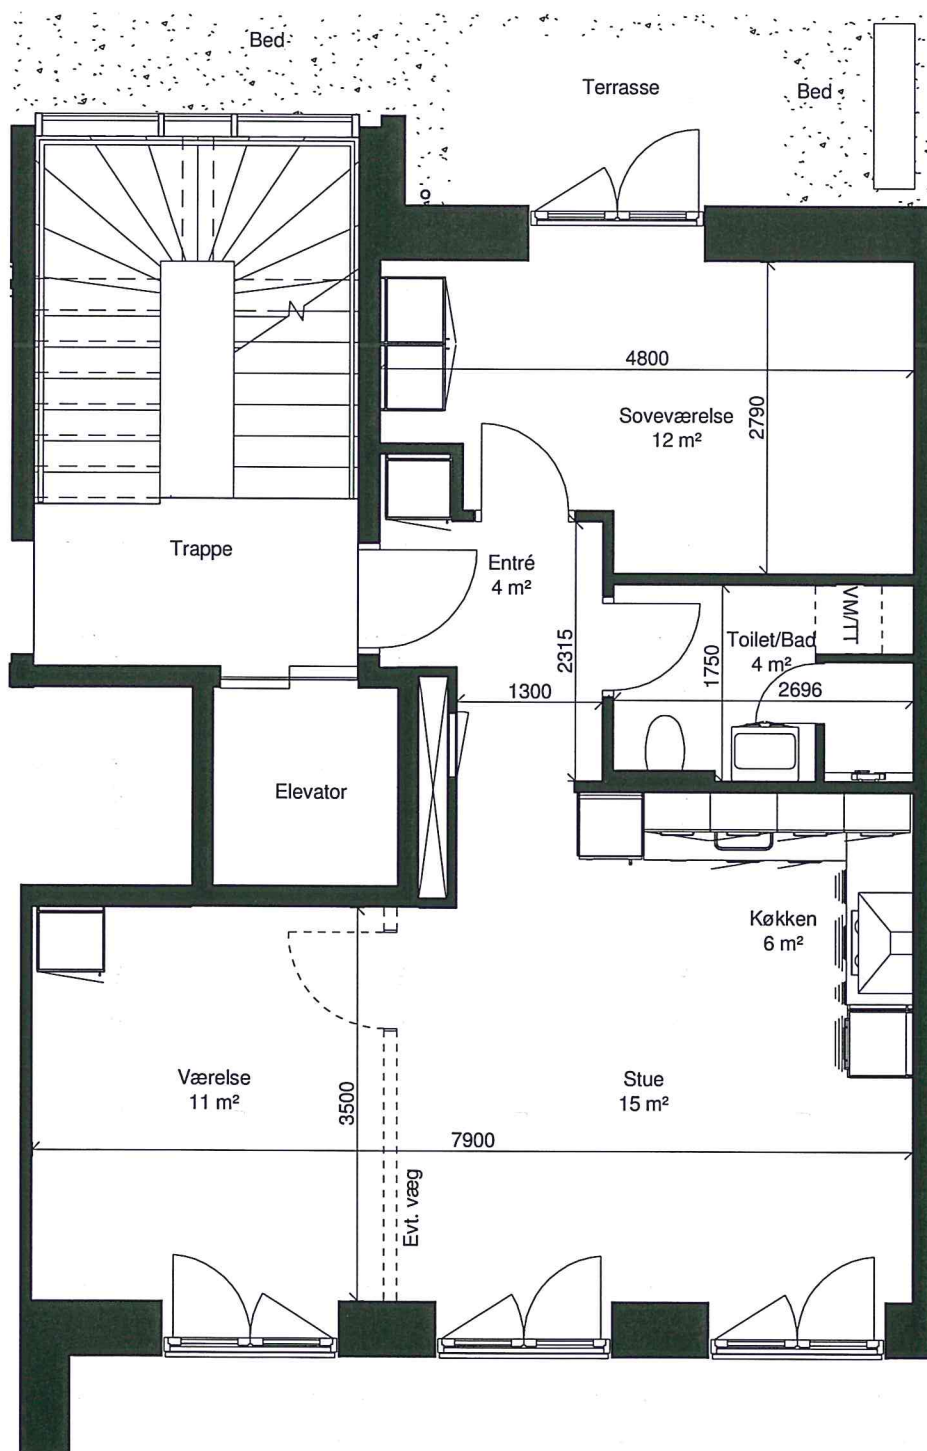 Bed
Terrasse
Bed
4800
Soveværelse
12 m²
2790
Trappe
Entré
4 m²
VM/TT
Toilet/Bad
4 m²
2315
1750
1300
2696
Elevator
Køkken
6 m²
Værelse
11 m²
Stue
15 m²
3500
7900
Evt. væg